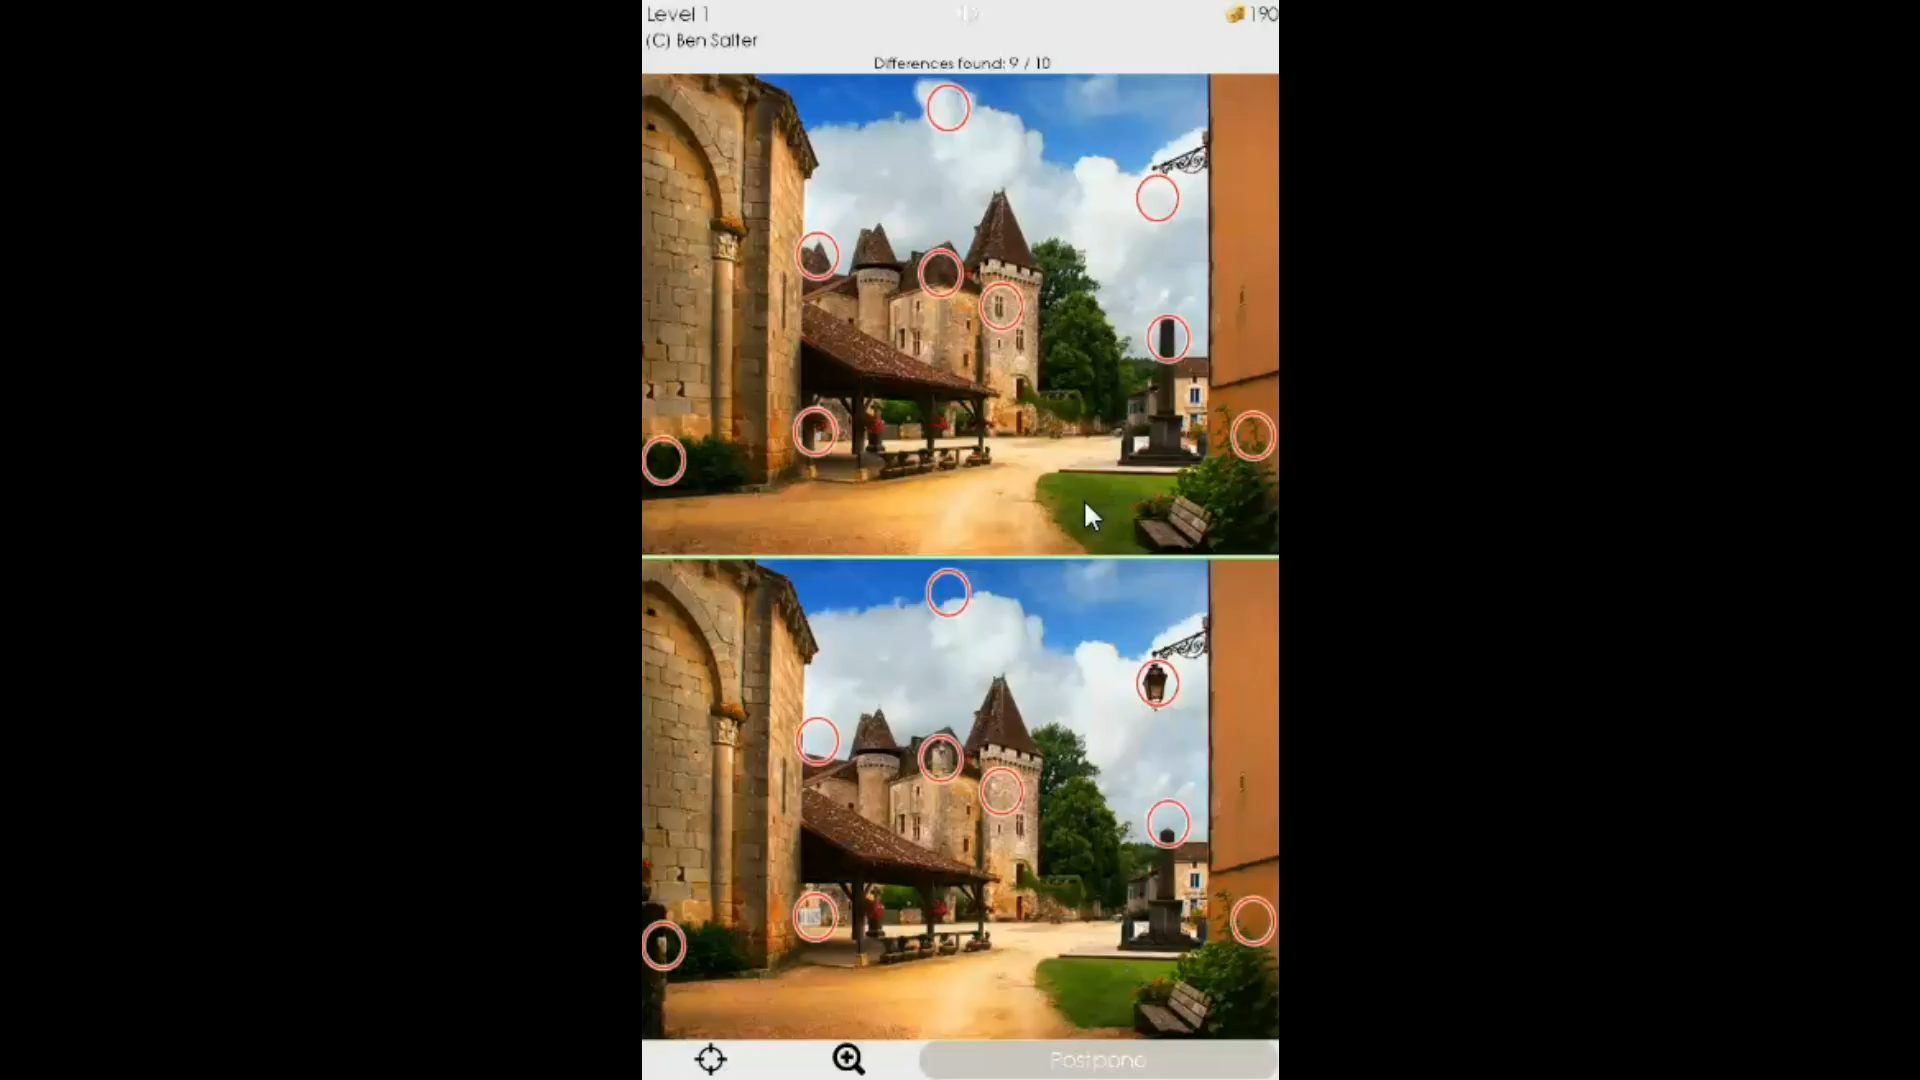 Level 1
190
(C) Ben Salter
Differences found: 9 / 10
Postpone